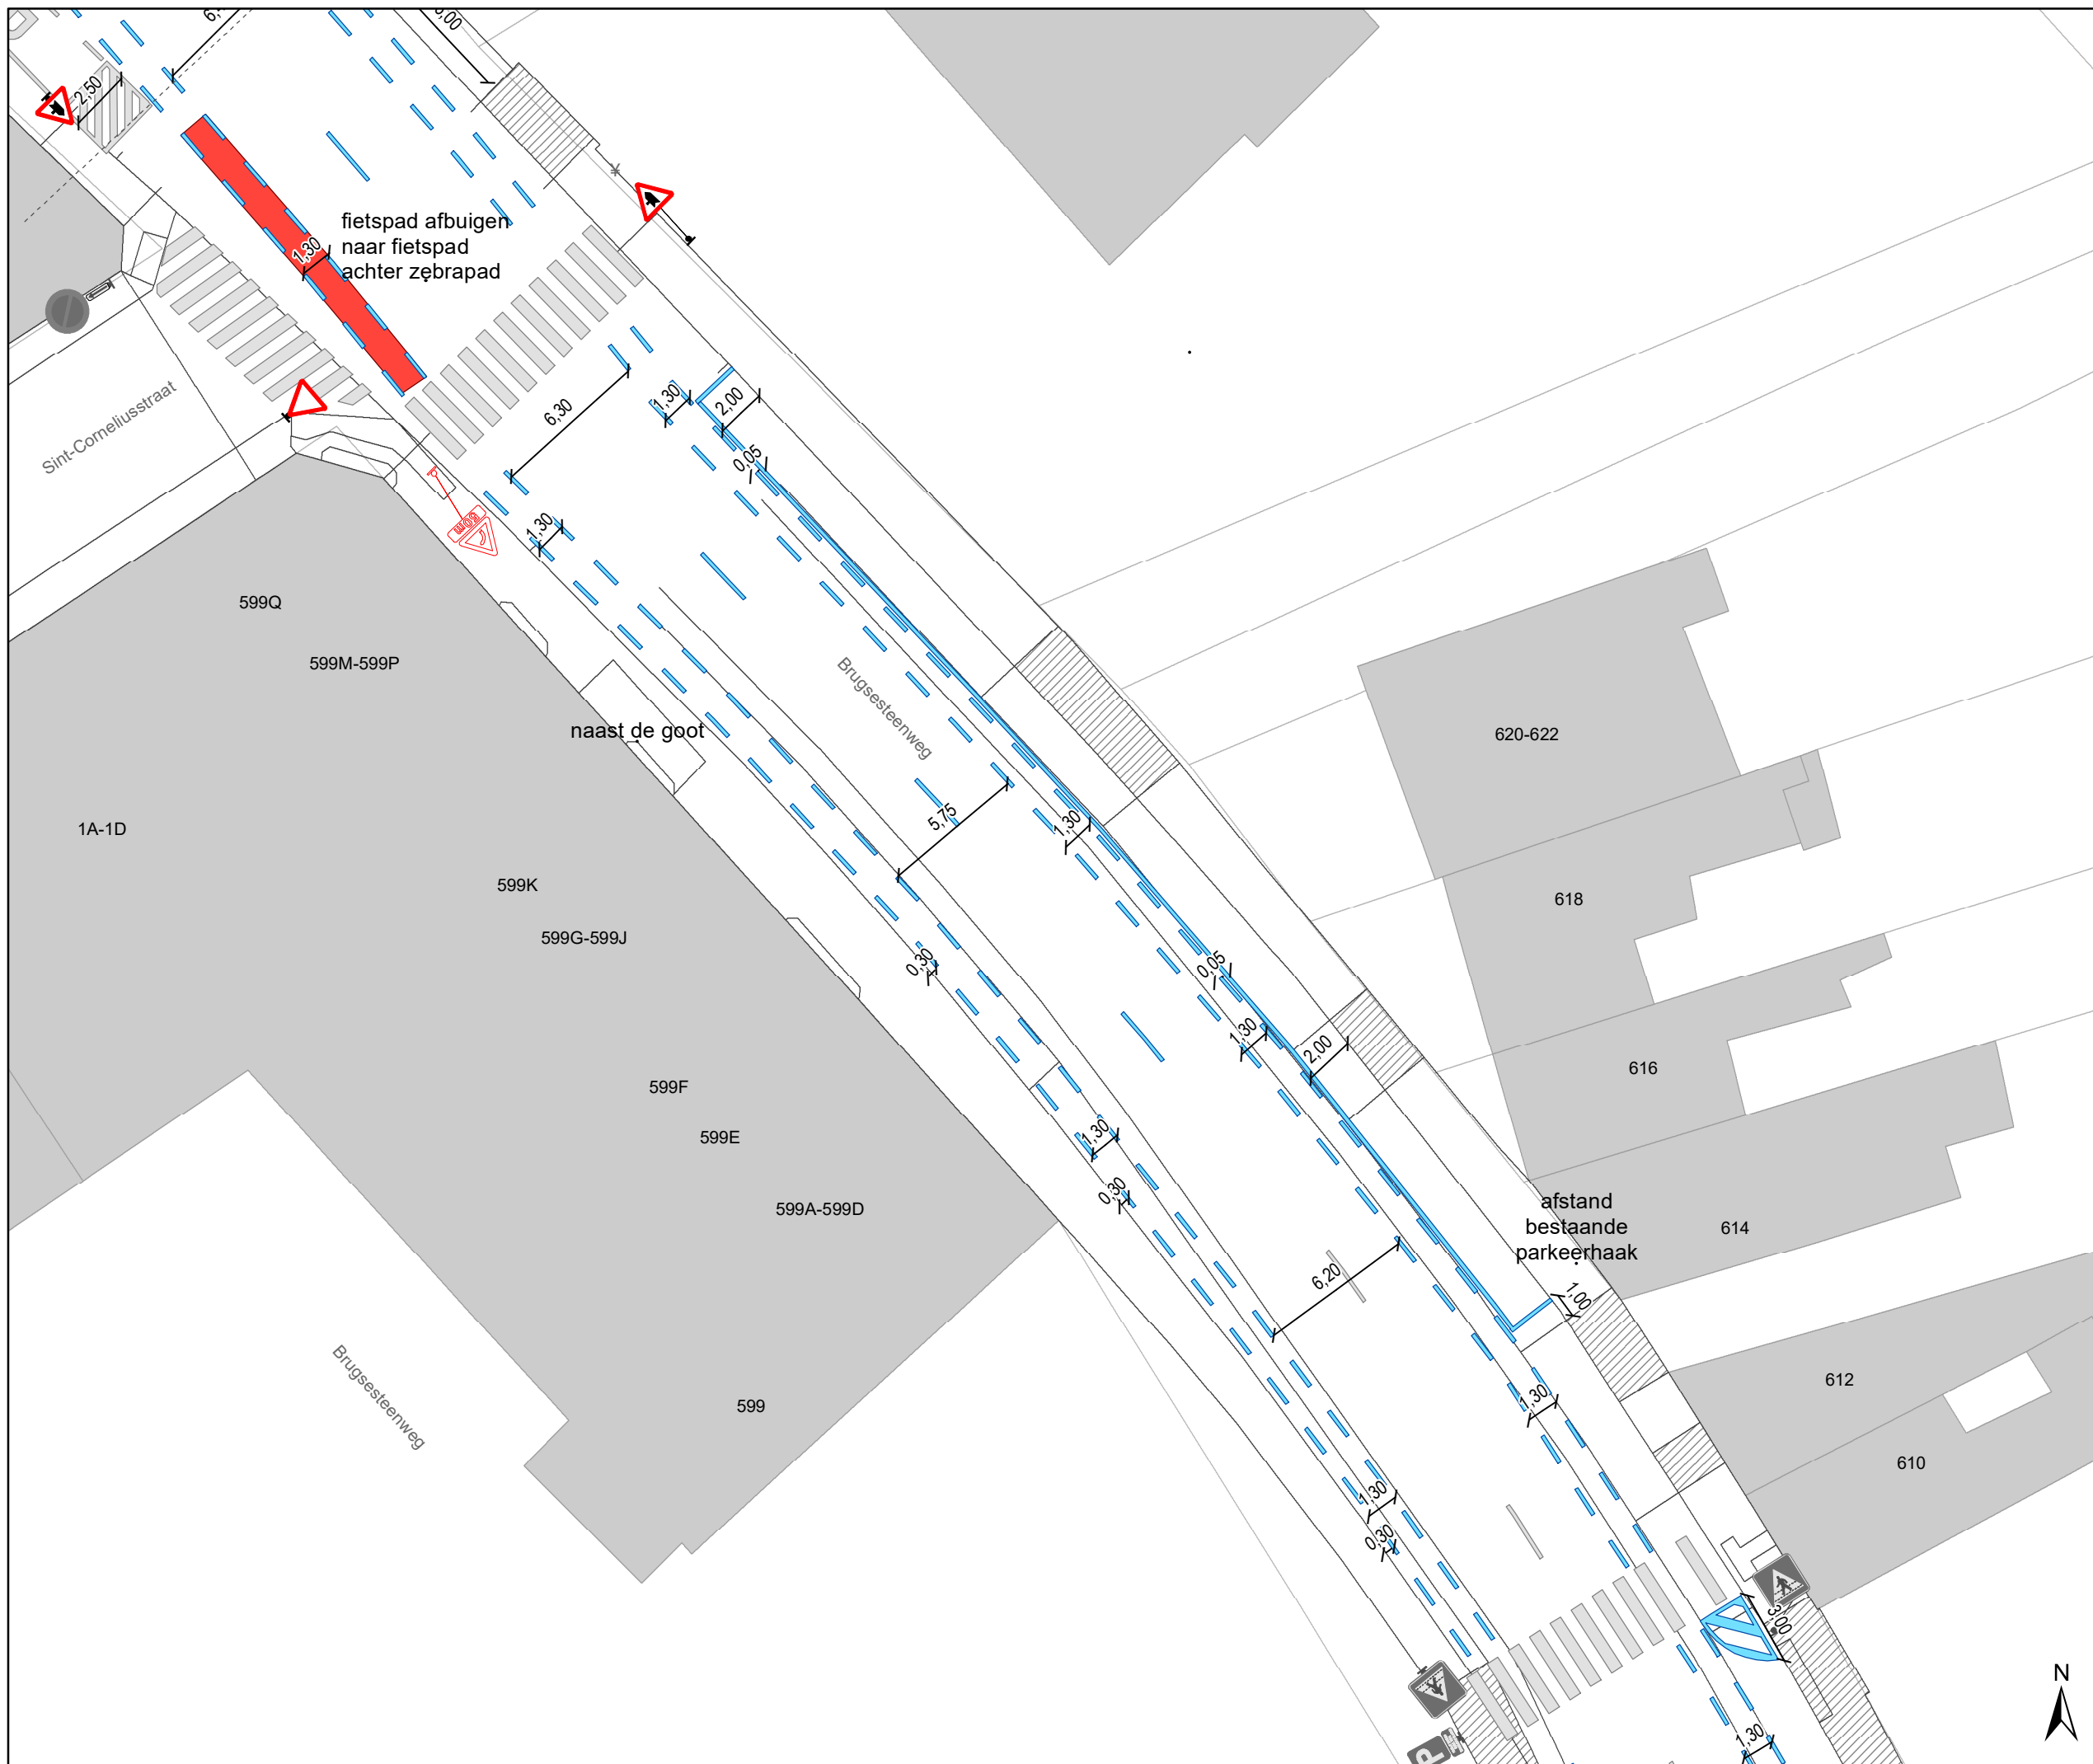 5,00
2,50
fietspad afbuigen
naar fietspad
achter zebrapad
1,30
Sint-Corneliusstraat
6,30
1,30
2,00
0,05
1,30
50m
599Q
599M-599P
naast de goot
Brugsesteenweg
620-622
1A-1D
5,75
1,30
599K
618
599G-599J
0,30
0,05
1,30
2,00
616
599F
1,30
599E
0,30
599A-599D
afstand
bestaande
parkeerhaak
614
6,20
1,00
Brugsesteenweg
599
1,30
612
610
1,30
0,30
3,00
N
P
1,30